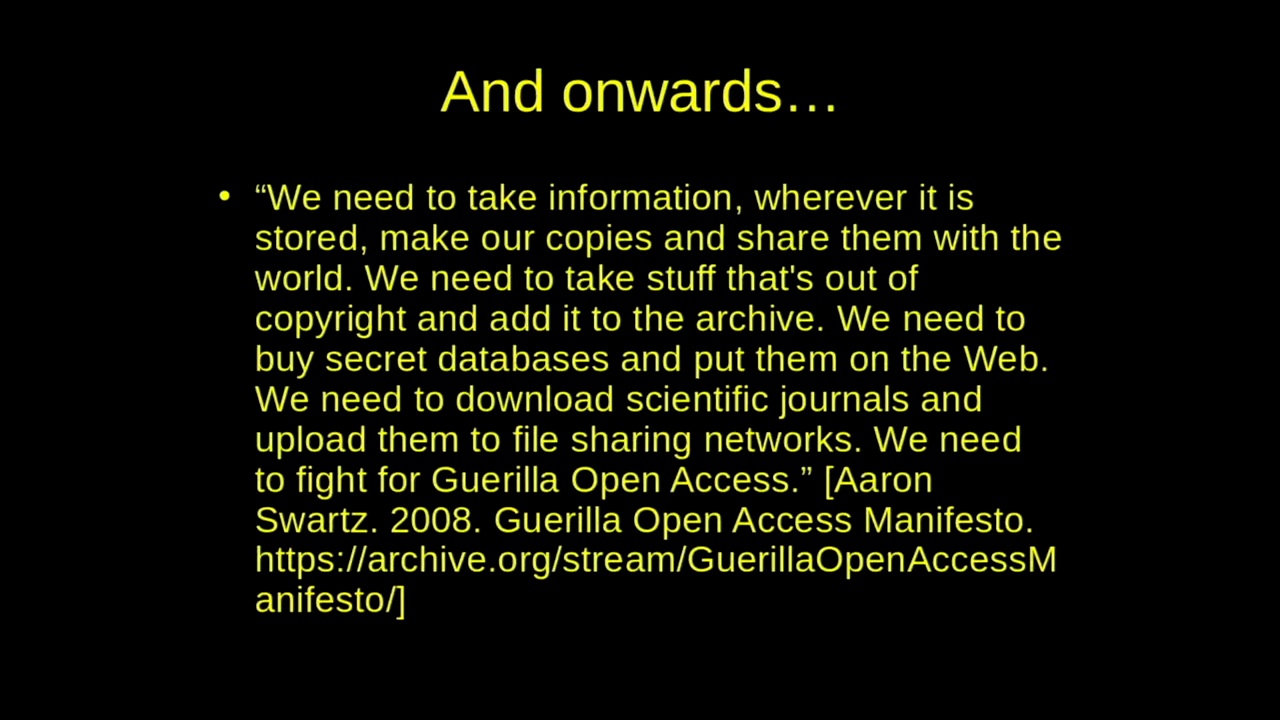 And onwards…
• “We need to take information, wherever it is
stored, make our copies and share them with the
world. We need to take stuff that's out of
copyright and add it to the archive. We need to
buy secret databases and put them on the Web.
We need to download scientific journals and
upload them to file sharing networks. We need
to fight for Guerilla Open Access.” [Aaron
Swartz. 2008. Guerilla Open Access Manifesto.
https://archive.org/stream/GuerillaOpenAccessM
anifesto/]